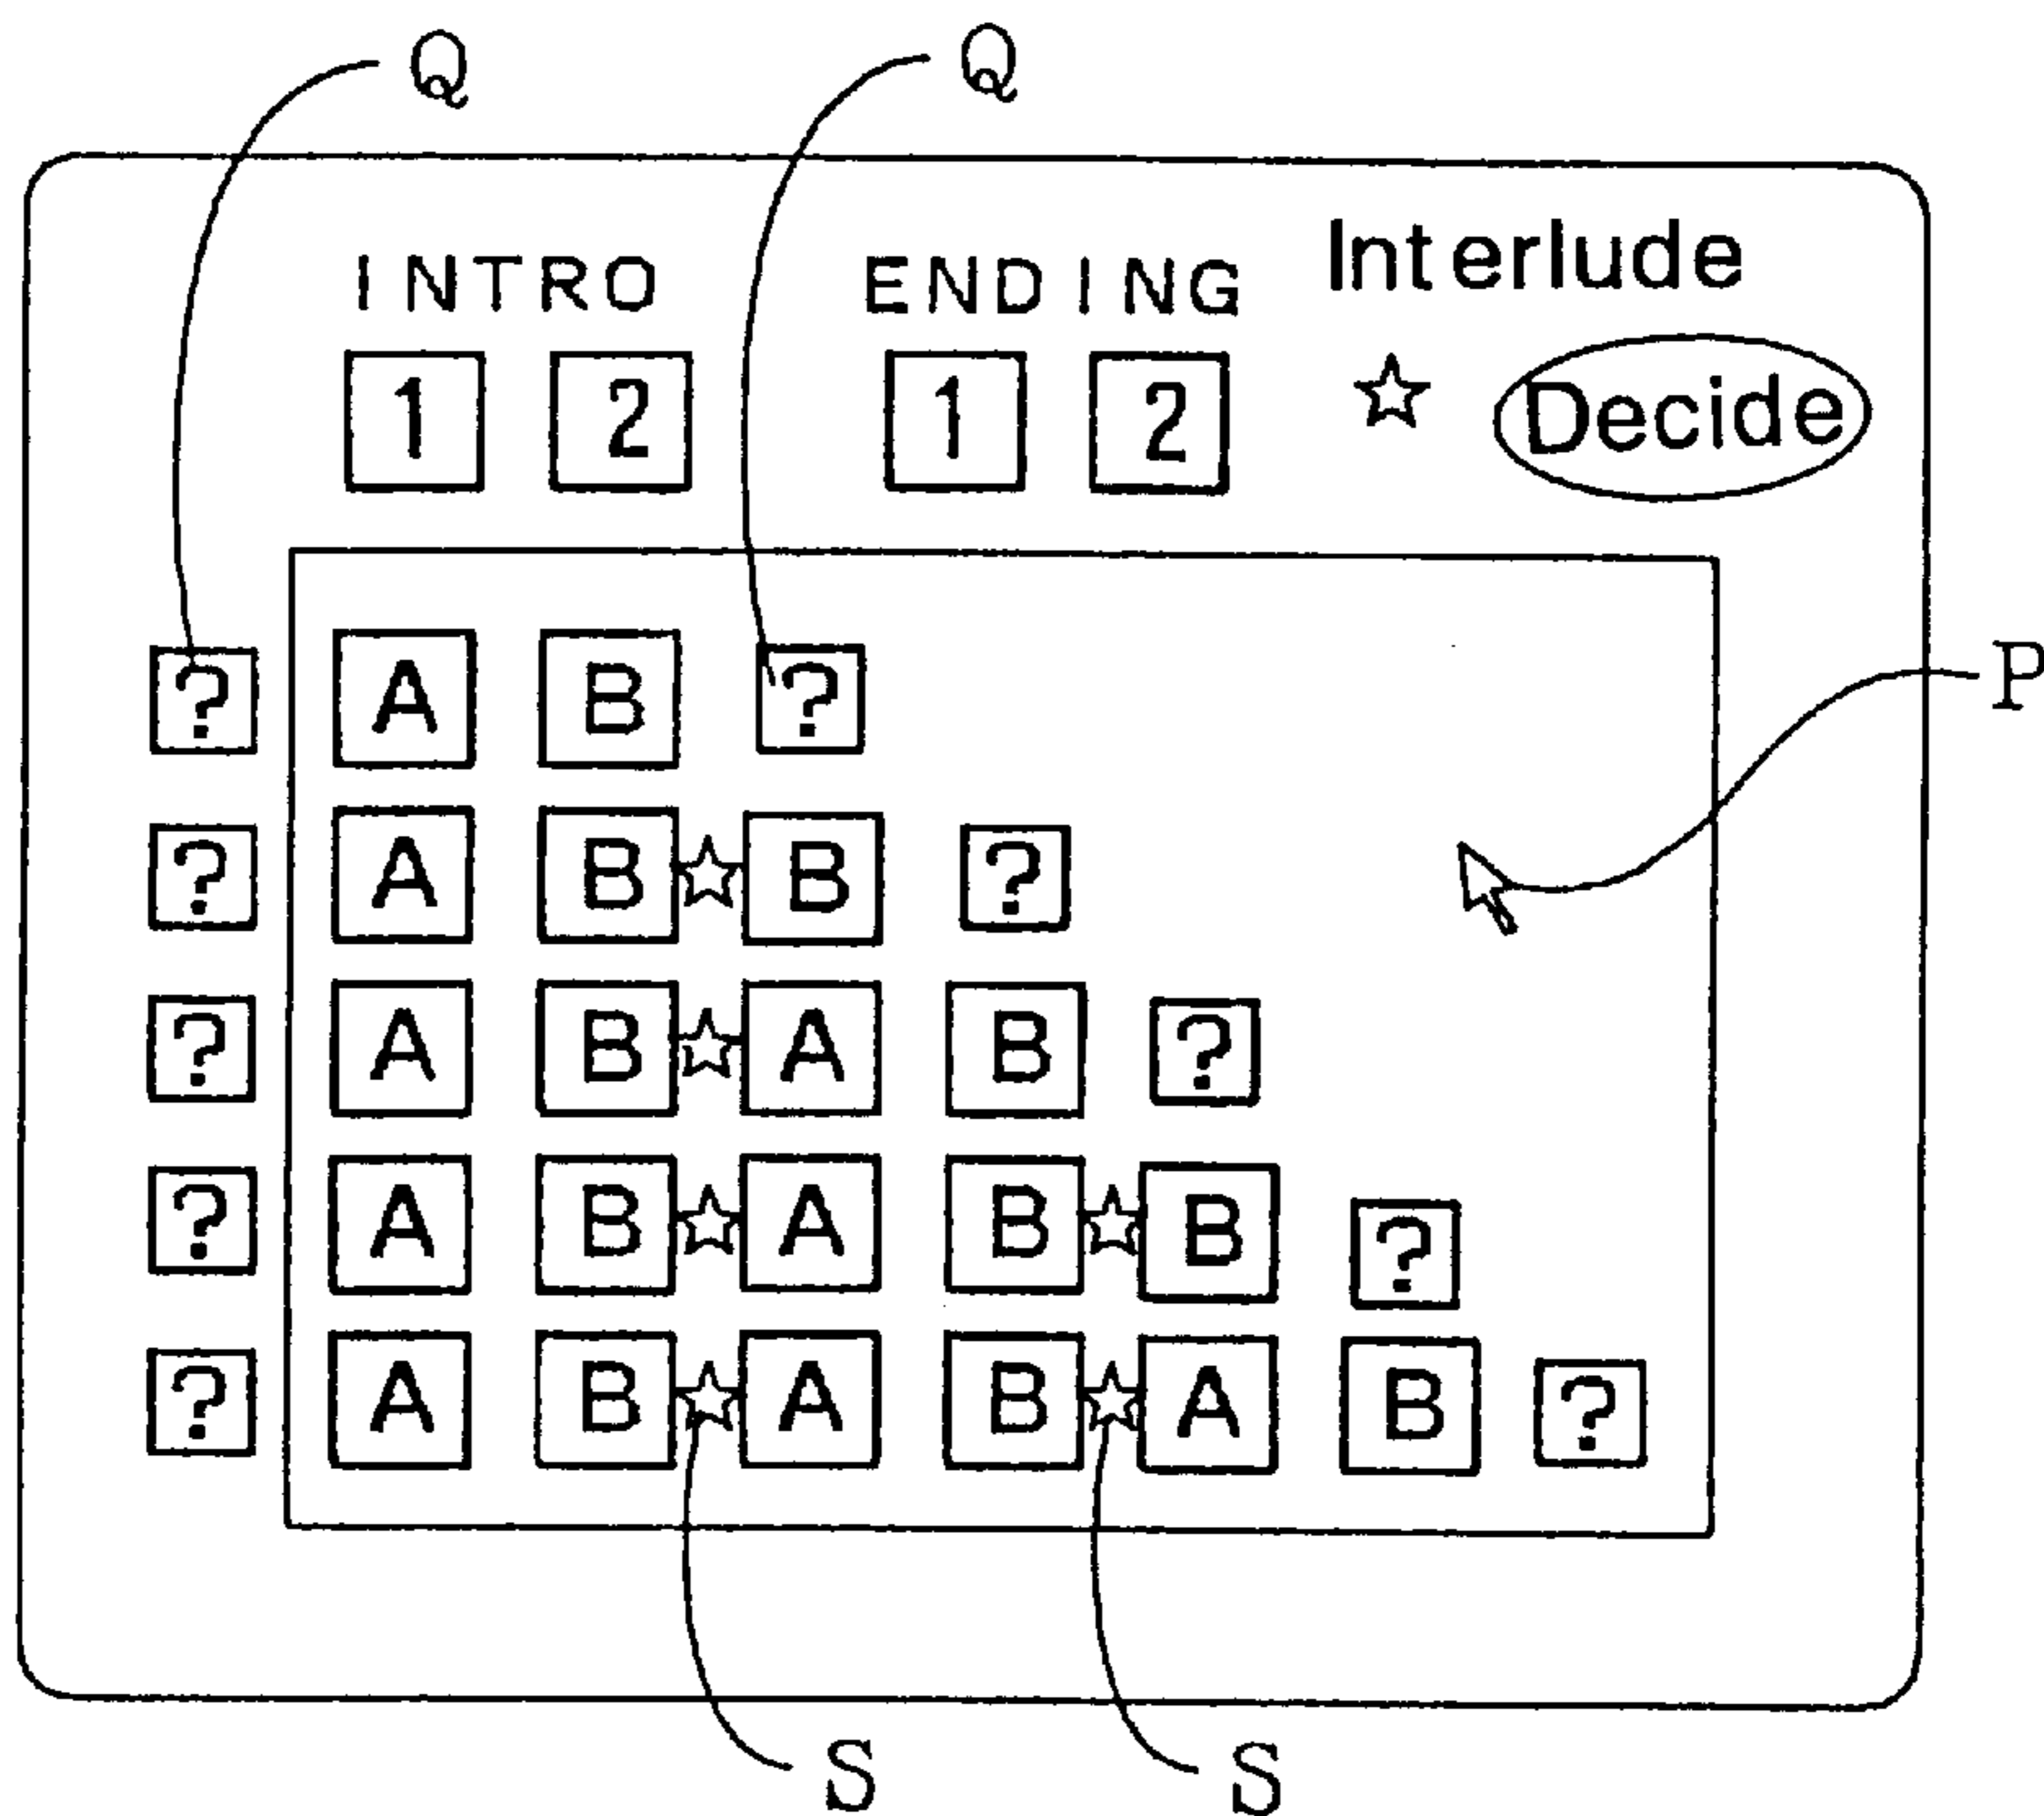 Q Q
INTRO ENDING Interlude
1 2 1 2 ☆ Decide
? A B ?
P
? A B ☆ B ?
? A B ☆ A B ?
? A B ☆ A B ☆ B ?
? A B ☆ A B ☆ A B ?
S S